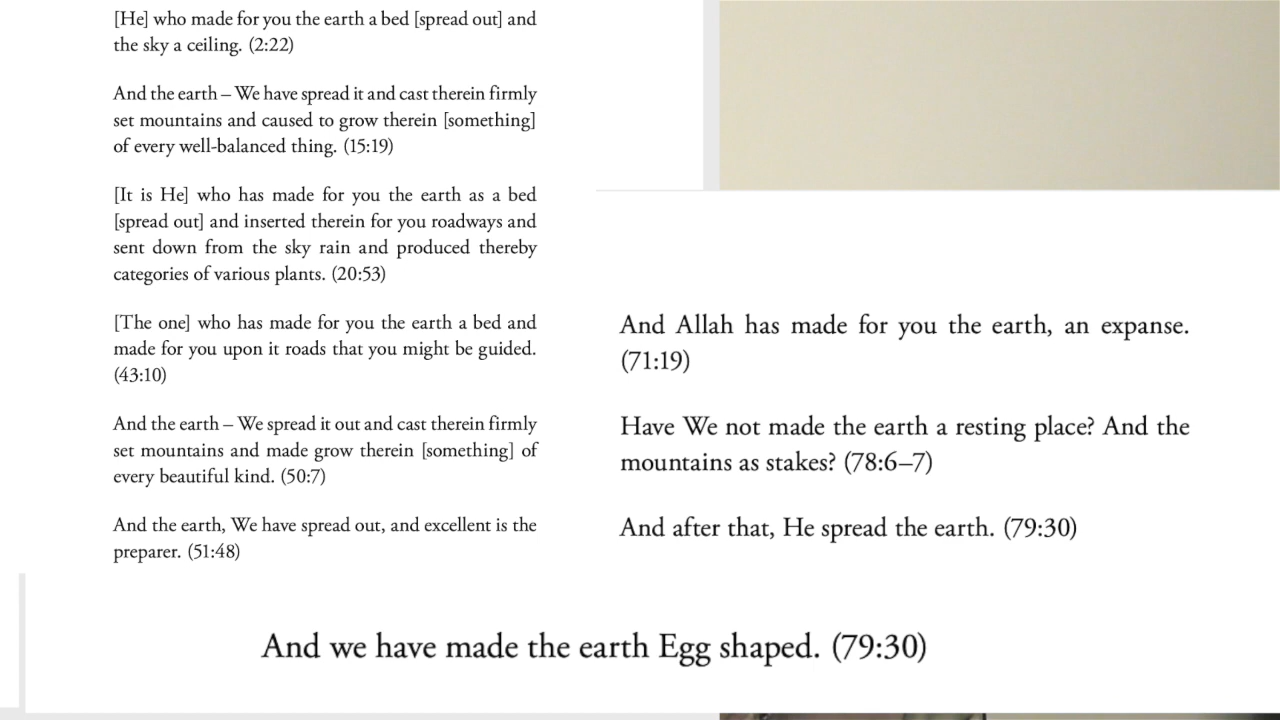 [He] who made for you the earth a bed [spread out] and
the sky a ceiling. (2:22)
And the earth – We have spread it and cast therein firmly
set mountains and caused to grow therein [something]
of every well-balanced thing. (15:19)
[It is He] who has made for you the earth as a bed
[spread out] and inserted therein for you roadways and
sent down from the sky rain and produced thereby
categories of various plants. (20:53)
[The one] who has made for you the earth a bed and
made for you upon it roads that you might be guided.
(43:10)
And the earth – We spread it out and cast therein firmly
set mountains and made grow therein [something] of
every beautiful kind. (50:7)
And the earth, We have spread out, and excellent is the
preparer. (51:48)
And Allah has made for you the earth, an expanse.
(71:19)
Have We not made the earth a resting place? And the
mountains as stakes? (78:6–7)
And after that, He spread the earth. (79:30)
And we have made the earth Egg shaped. (79:30)